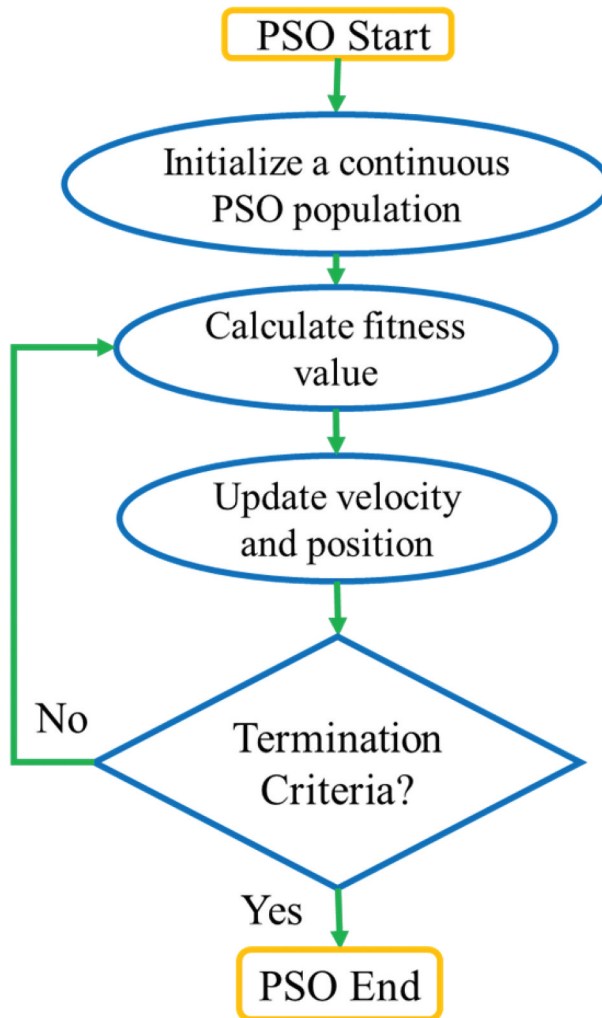 PSO Start
Initialize a continuous
PSO population
Calculate fitness
value
Update velocity
and position
Termination
Criteria?
No
Yes
PSO End